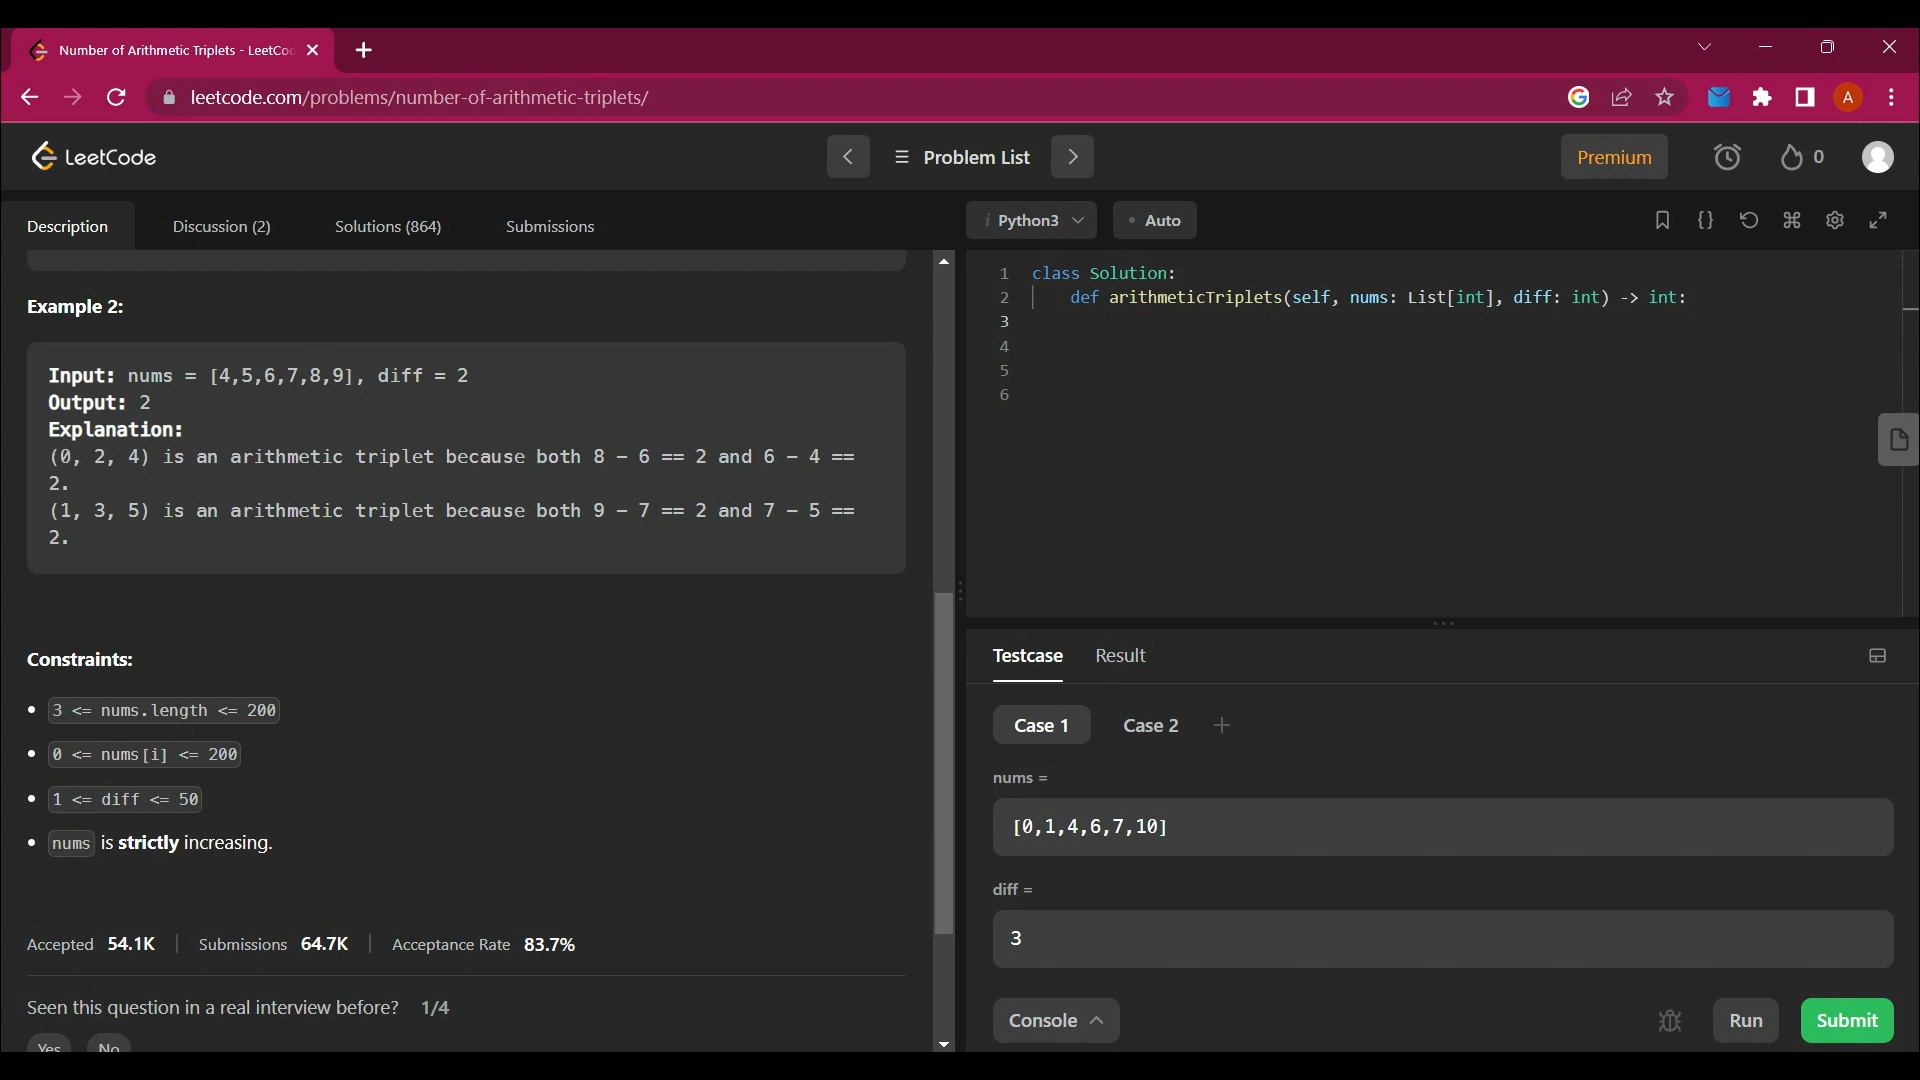 Number of Arithmetic Triplets - LeetCo
leetcode.com/problems/number-of-arithmetic-triplets/
A
LeetCode
Problem List
Premium
0
Description
Discussion (2)
Solutions (864)
Submissions
Example 2:
Input: nums = [4,5,6,7,8,9], diff = 2
Output: 2
Explanation:
(0, 2, 4) is an arithmetic triplet because both 8 - 6 == 2 and 6 - 4 ==
2.
(1, 3, 5) is an arithmetic triplet because both 9 - 7 == 2 and 7 - 5 ==
2.
Constraints:
• 3 <= nums.length <= 200
• 0 <= nums[i] <= 200
• 1 <= diff <= 50
• nums is strictly increasing.
Accepted 54.1K | Submissions 64.7K | Acceptance Rate 83.7%
Seen this question in a real interview before? 1/4
Yes No
i Python3
• Auto
{}
1 class Solution:
2 def arithmeticTriplets(self, nums: List[int], diff: int) -> int:
3
4
5
6
Testcase
Result
Case 1
Case 2
+
nums =
[0,1,4,6,7,10]
diff =
3
Console
Run
Submit